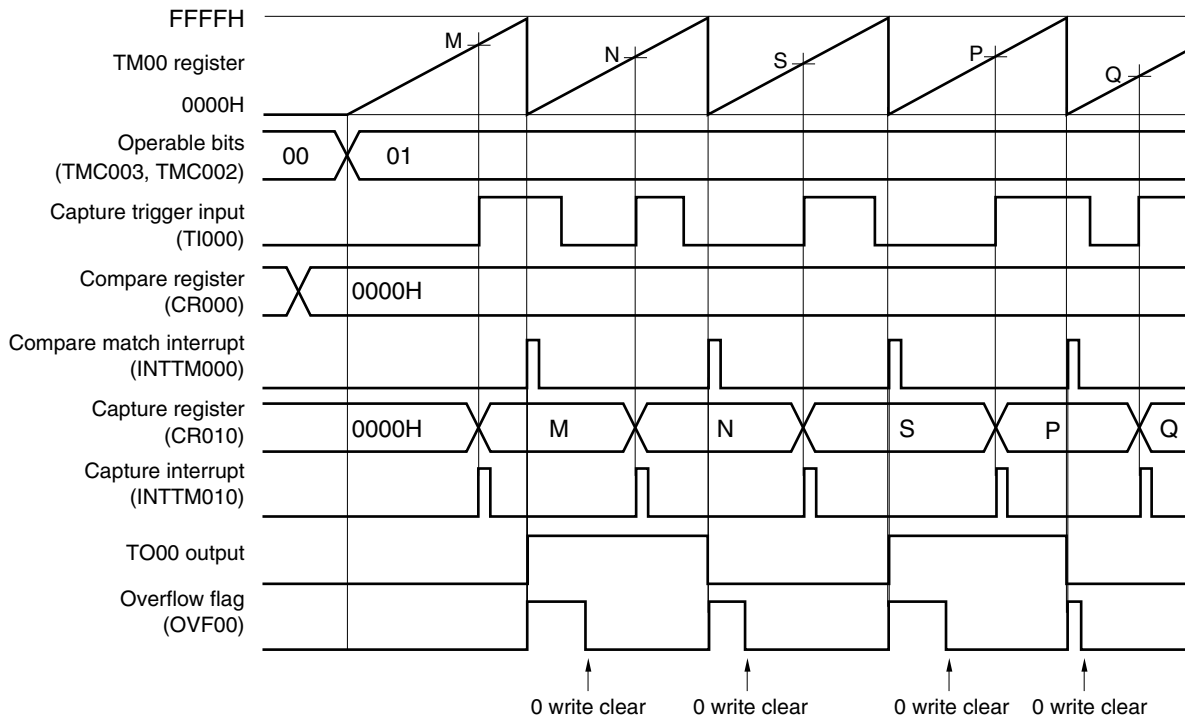 FFFFH
TM00 register
0000H
M
N
S
P
Q
Operable bits
(TMC003, TMC002)
00
01
Capture trigger input
(TI000)
Compare register
(CR000)
0000H
Compare match interrupt
(INTTM000)
Capture register
(CR010)
0000H
M
N
S
P
Q
Capture interrupt
(INTTM010)
TO00 output
Overflow flag
(OVF00)
0 write clear
0 write clear
0 write clear
0 write clear